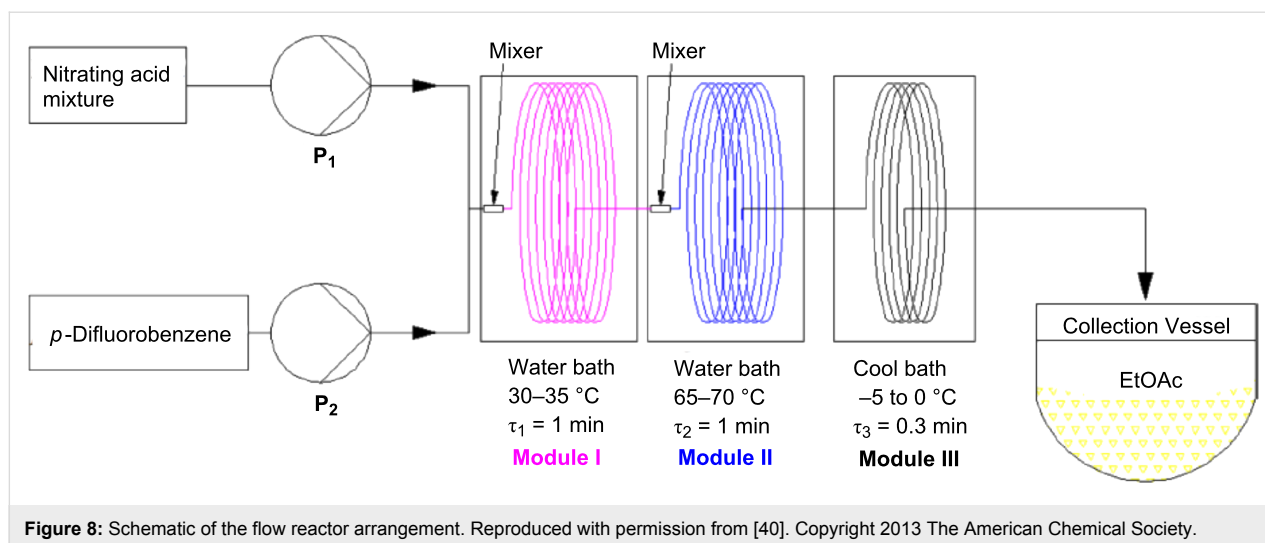 Nitrating acid
mixture
P₁
Mixer
Mixer
p-Difluorobenzene
P₂
Water bath
30–35 °C
τ₁ = 1 min
Module I
Water bath
65–70 °C
τ₂ = 1 min
Module II
Cool bath
–5 to 0 °C
τ₃ = 0.3 min
Module III
Collection Vessel
EtOAc
Figure 8: Schematic of the flow reactor arrangement. Reproduced with permission from [40]. Copyright 2013 The American Chemical Society.